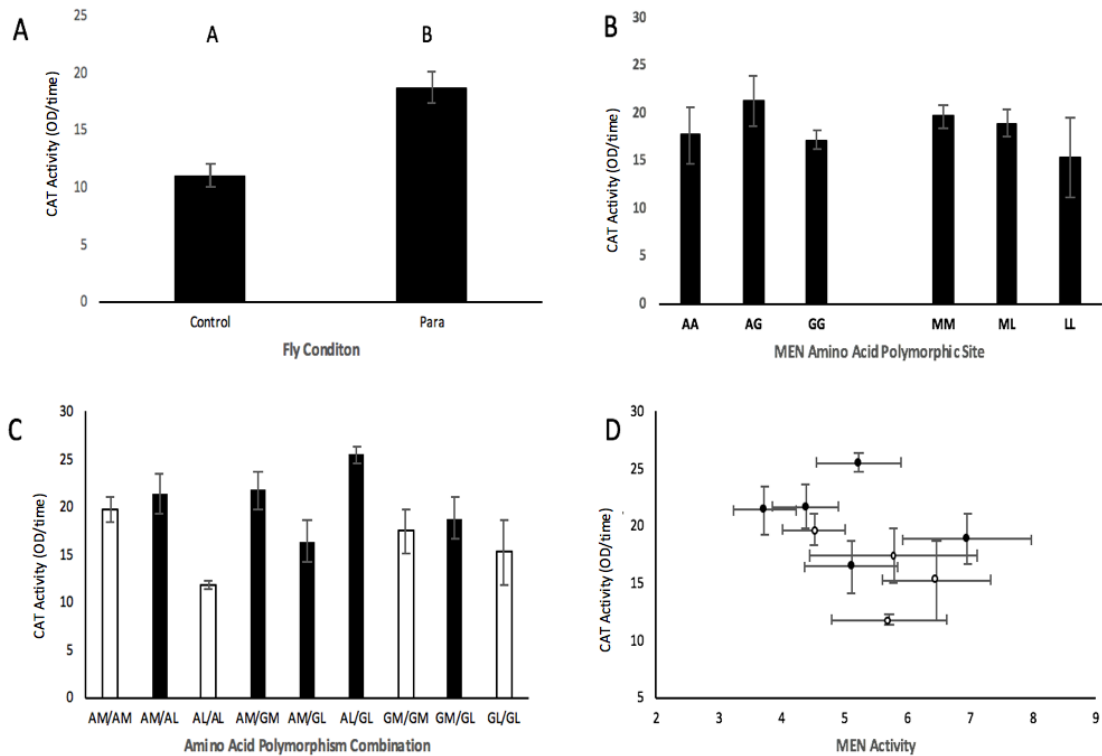 A
A
B
CAT Activity (OD/time)
25
20
15
10
5
0
Control
Para
Fly Conditon
B
CAT Activity (OD/time)
30
25
20
15
10
5
0
AA
AG
GG
MM
ML
LL
MEN Amino Acid Polymorphic Site
C
CAT Activity (OD/time)
30
25
20
15
10
5
0
AM/AM
AM/AL
AL/AL
AM/GM
AM/GL
AL/GL
GM/GM
GM/GL
GL/GL
Amino Acid Polymorphism Combination
D
CAT Activity (OD/time)
30
25
20
15
10
5
2
3
4
5
6
7
8
9
MEN Activity